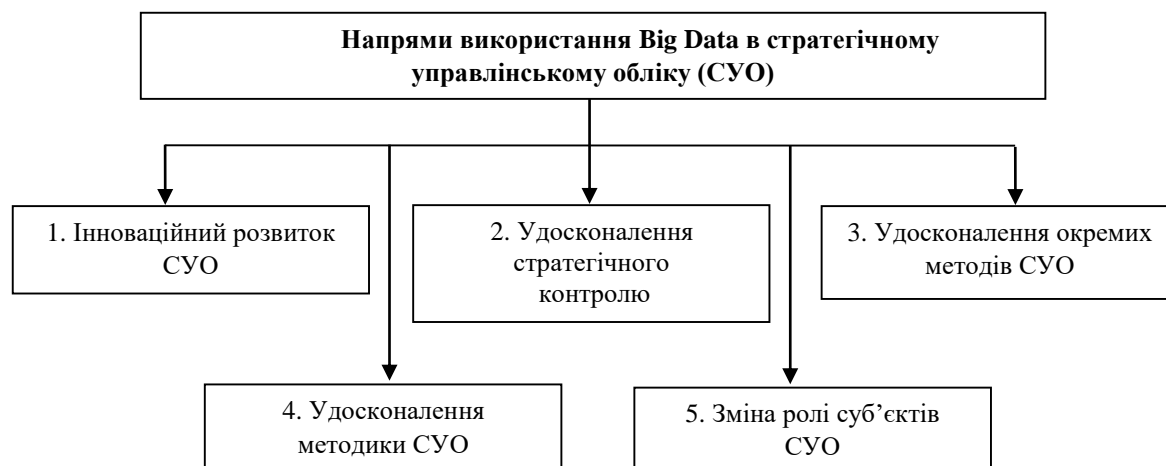 Напрями використання Big Data в стратегічному
управлінському обліку (СУО)
1. Інноваційний розвиток
СУО
2. Удосконалення
стратегічного
контролю
3. Удосконалення окремих
методів СУО
4. Удосконалення
методики СУО
5. Зміна ролі суб’єктів
СУО